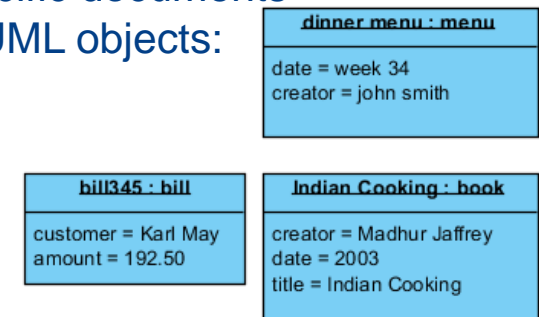 UML objects:
dinner menu : menu
date = week 34
creator = john smith
bill345 : bill
customer = Karl May
amount = 192.50
Indian Cooking : book
creator = Madhur Jaffrey
date = 2003
title = Indian Cooking